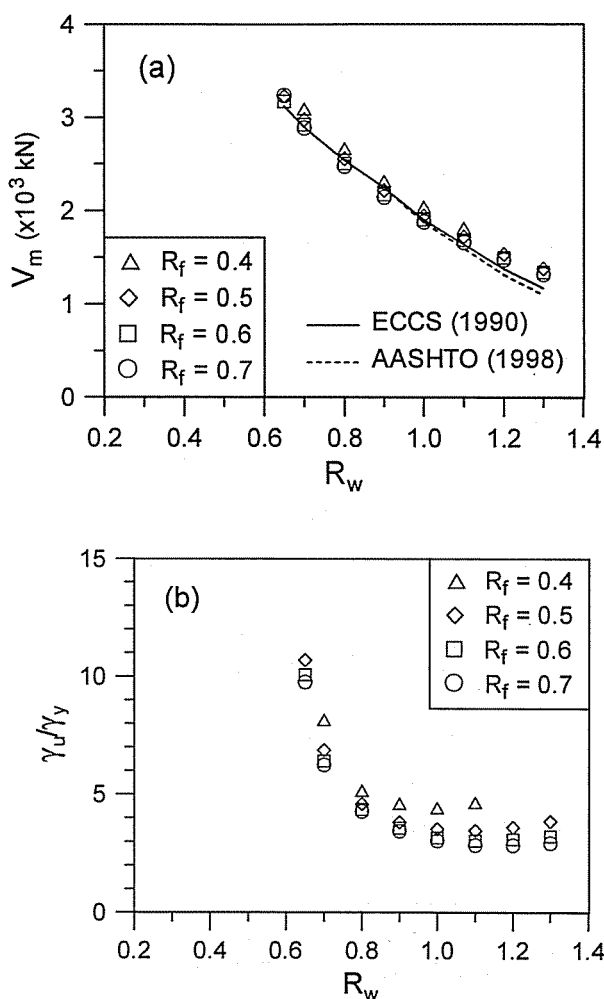 (a)
4
3
2
1
0
V_m (x10³ kN)
△ R_f = 0.4
◇ R_f = 0.5
□ R_f = 0.6
○ R_f = 0.7
ECCS (1990)
AASHTO (1998)
0.2 0.4 0.6 0.8 1.0 1.2 1.4
R_w
(b)
15
10
5
0
γ_u/γ_y
△ R_f = 0.4
◇ R_f = 0.5
□ R_f = 0.6
○ R_f = 0.7
0.2 0.4 0.6 0.8 1.0 1.2 1.4
R_w